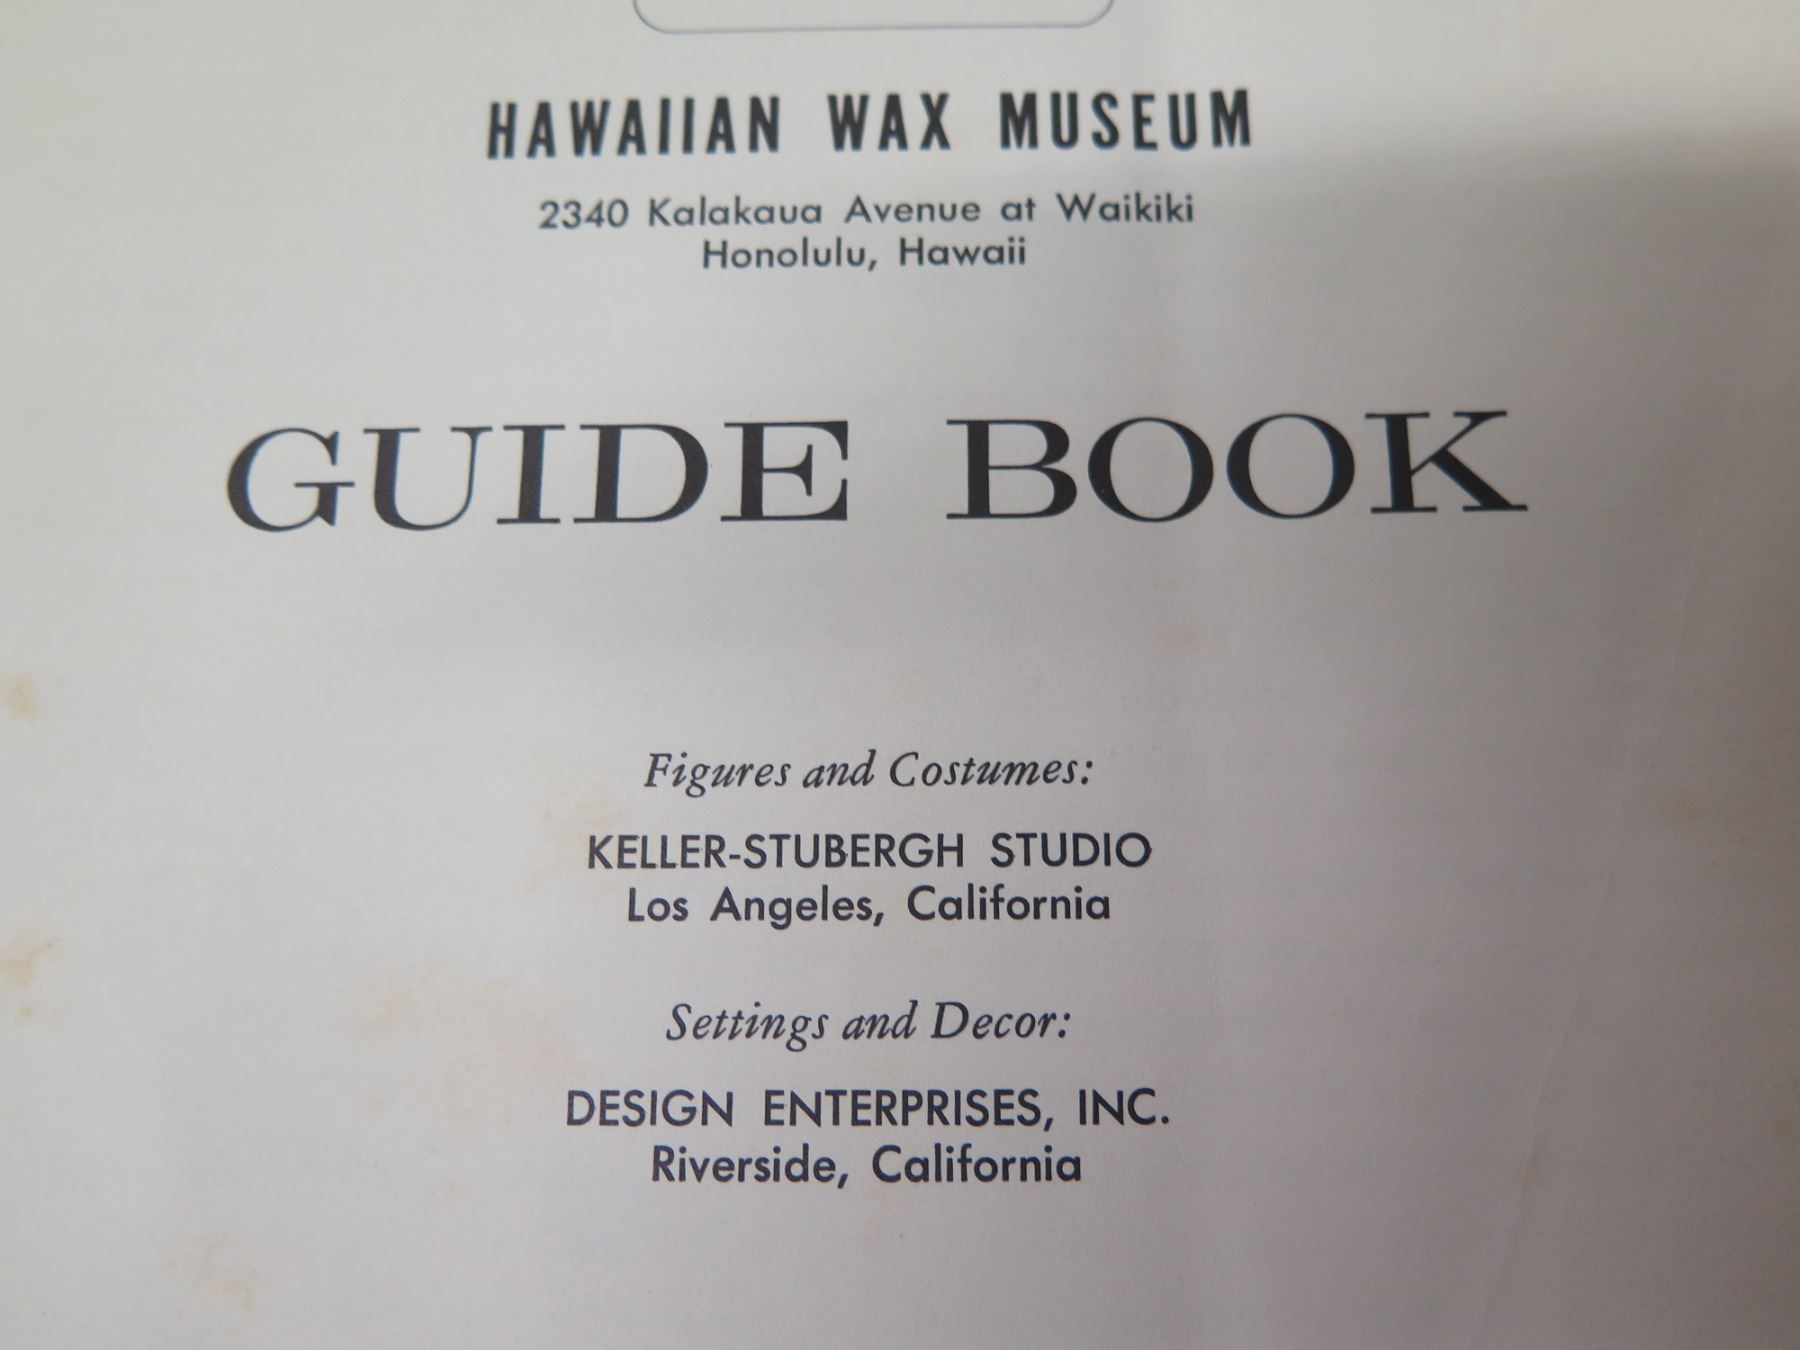 HAWAIIAN WAX MUSEUM
2340 Kalakaua Avenue at Waikiki
Honolulu, Hawaii
GUIDE BOOK
Figures and Costumes:
KELLER-STUBERGH STUDIO
Los Angeles, California
Settings and Decor:
DESIGN ENTERPRISES, INC.
Riverside, California